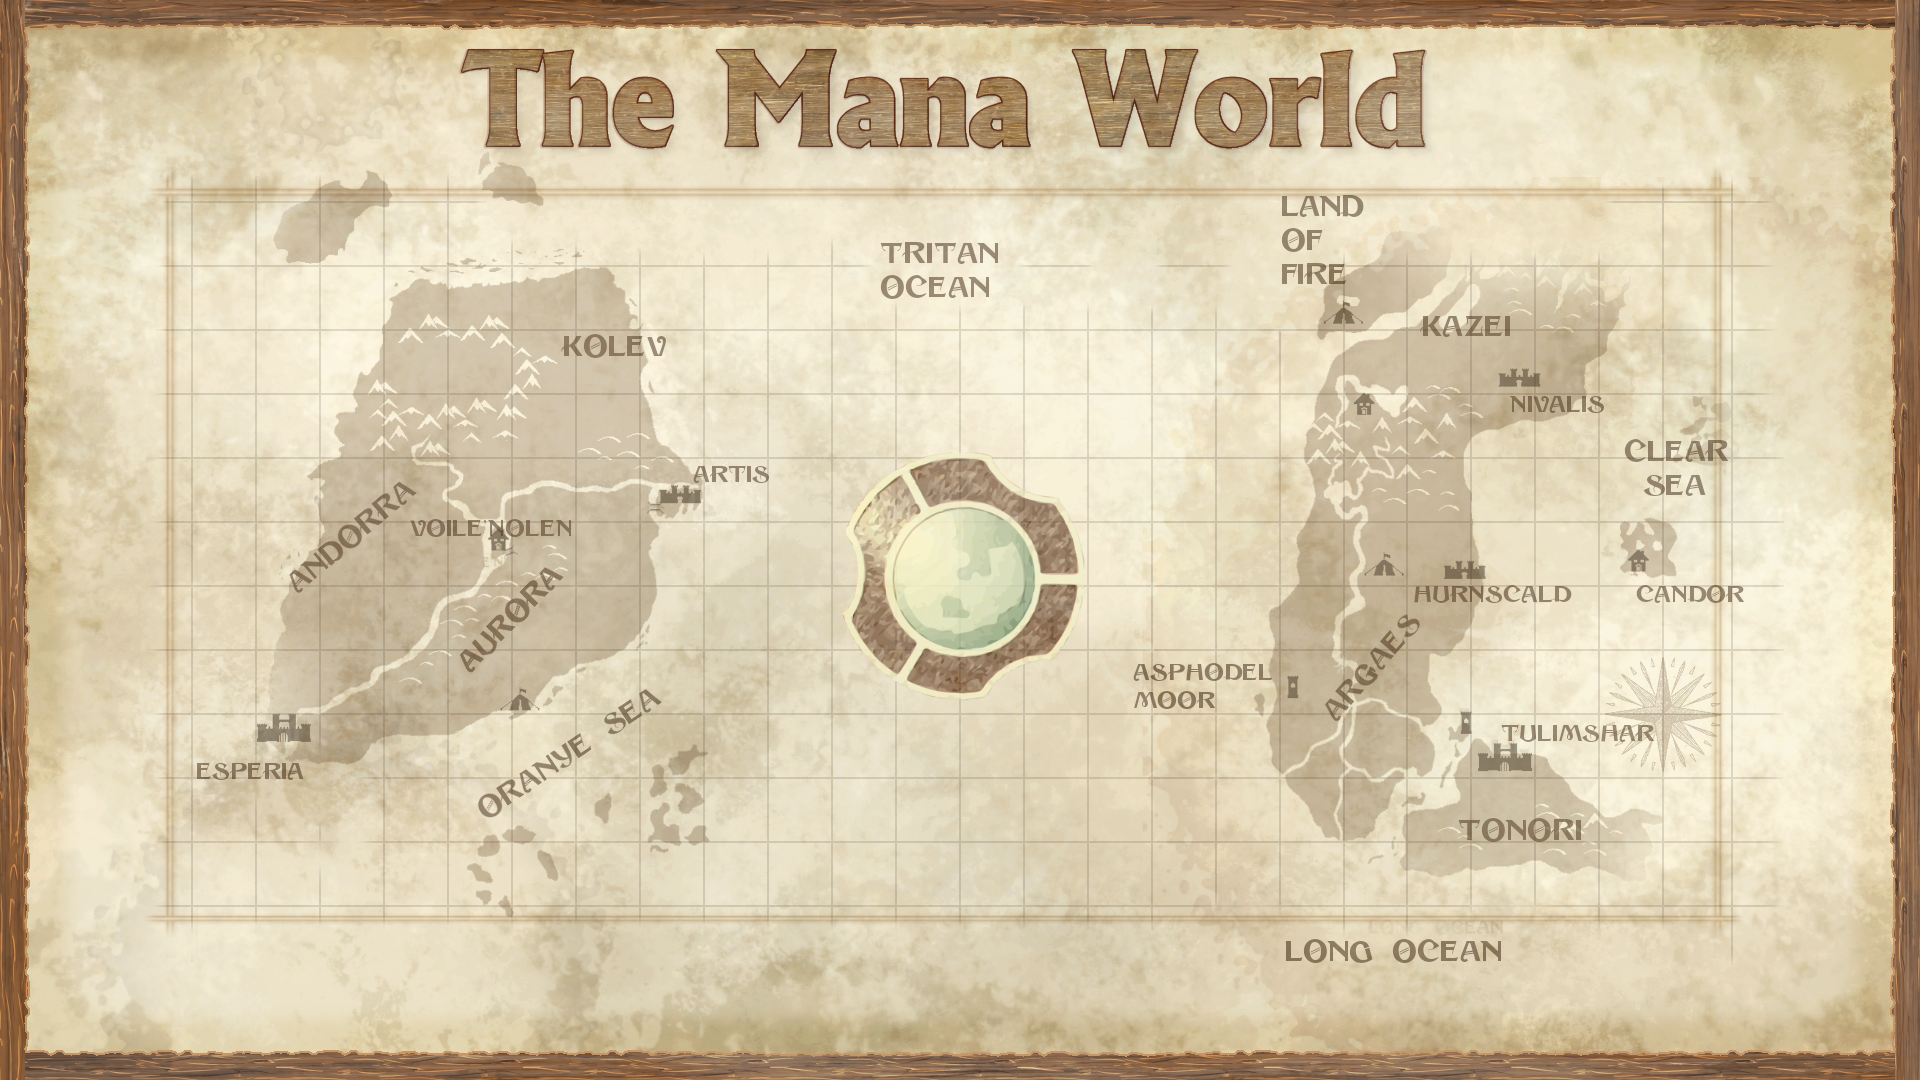 The Mana World
LAND
OF
FIRE
TRITAN
OCEAN
KAZEI
KOLEV
NIVALIS
CLEAR
SEA
ARTIS
ANDORRA
VOILE'NOLEN
HURNSCALD
CANDOR
AURORA
ARGAES
ASPHODEL
MOOR
ORANYE SEA
TULIMSHAR
ESPERIA
TONORI
LONG OCEAN